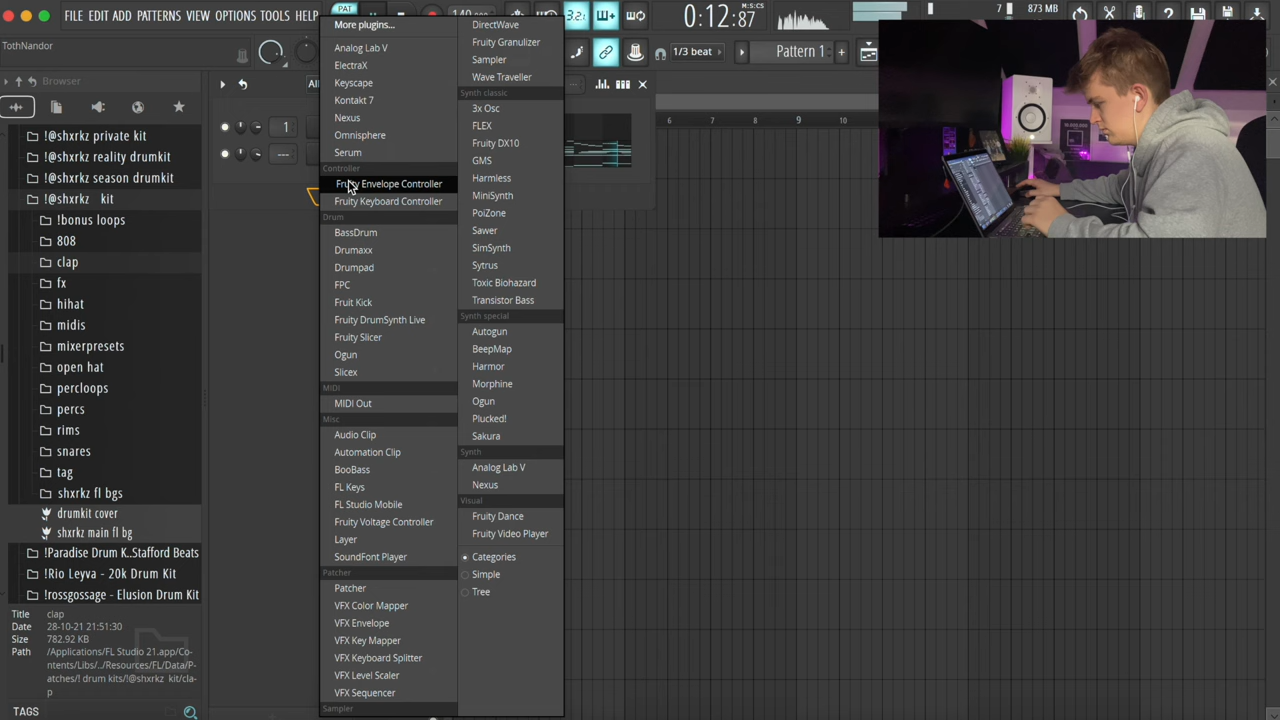 FILE EDIT ADD PATTERNS VIEW OPTIONS TOOLS HELP
PAT
140
3.2.
0:12:87
7
873 MB
TothNandor
1/3 beat
Pattern 1
Browser
All
!@shxrkz private kit
!@shxrkz reality drumkit
!@shxrkz season drumkit
!@shxrkz kit
!bonus loops
808
clap
fx
hihat
midis
mixerpresets
open hat
percloops
percs
rims
snares
tag
shxrkz fl bgs
drumkit cover
shxrkz main fl bg
!Paradise Drum K..Stafford Beats
!Rio Leyva - 20k Drum Kit
!rossgossage - Elusion Drum Kit
Title clap
Date 28-10-21 21:51:30
Size 782.92 KB
Path /Applications/FL Studio 21.app/Co-
ntents/Libs/../Resources/FL/Data/P-
atches/! drum kits/!@shxrkz kit/cla-
p
TAGS
1
---
More plugins...
Analog Lab V
ElectraX
Keyscape
Kontakt 7
Nexus
Omnisphere
Serum
Controller
Fruity Envelope Controller
Fruity Keyboard Controller
Drum
BassDrum
Drumaxx
Drumpad
FPC
Fruit Kick
Fruity DrumSynth Live
Fruity Slicer
Ogun
Slicex
MIDI
MIDI Out
Misc
Audio Clip
Automation Clip
BooBass
FL Keys
FL Studio Mobile
Fruity Voltage Controller
Layer
SoundFont Player
Patcher
Patcher
VFX Color Mapper
VFX Envelope
VFX Key Mapper
VFX Keyboard Splitter
VFX Level Scaler
VFX Sequencer
Sampler
DirectWave
Fruity Granulizer
Sampler
Wave Traveller
Synth classic
3x Osc
FLEX
Fruity DX10
GMS
Harmless
MiniSynth
PoiZone
Sawer
SimSynth
Sytrus
Toxic Biohazard
Transistor Bass
Synth special
Autogun
BeepMap
Harmor
Morphine
Ogun
Plucked!
Sakura
Synth
Analog Lab V
Nexus
Visual
Fruity Dance
Fruity Video Player
Categories
Simple
Tree
6 7 8 9 10